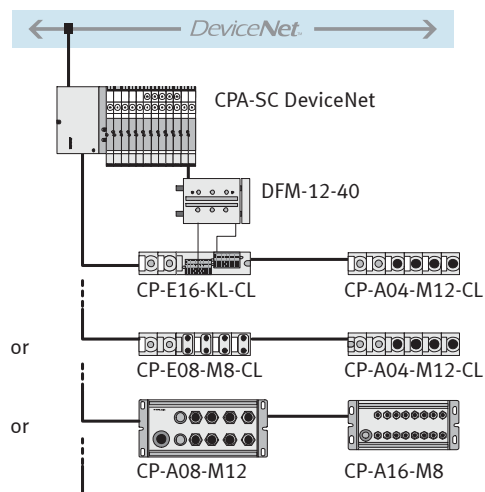 DeviceNet™
CPA-SC DeviceNet
DFM-12-40
CP-E16-KL-CL
CP-A04-M12-CL
or
CP-E08-M8-CL
CP-A04-M12-CL
or
CP-A08-M12
CP-A16-M8